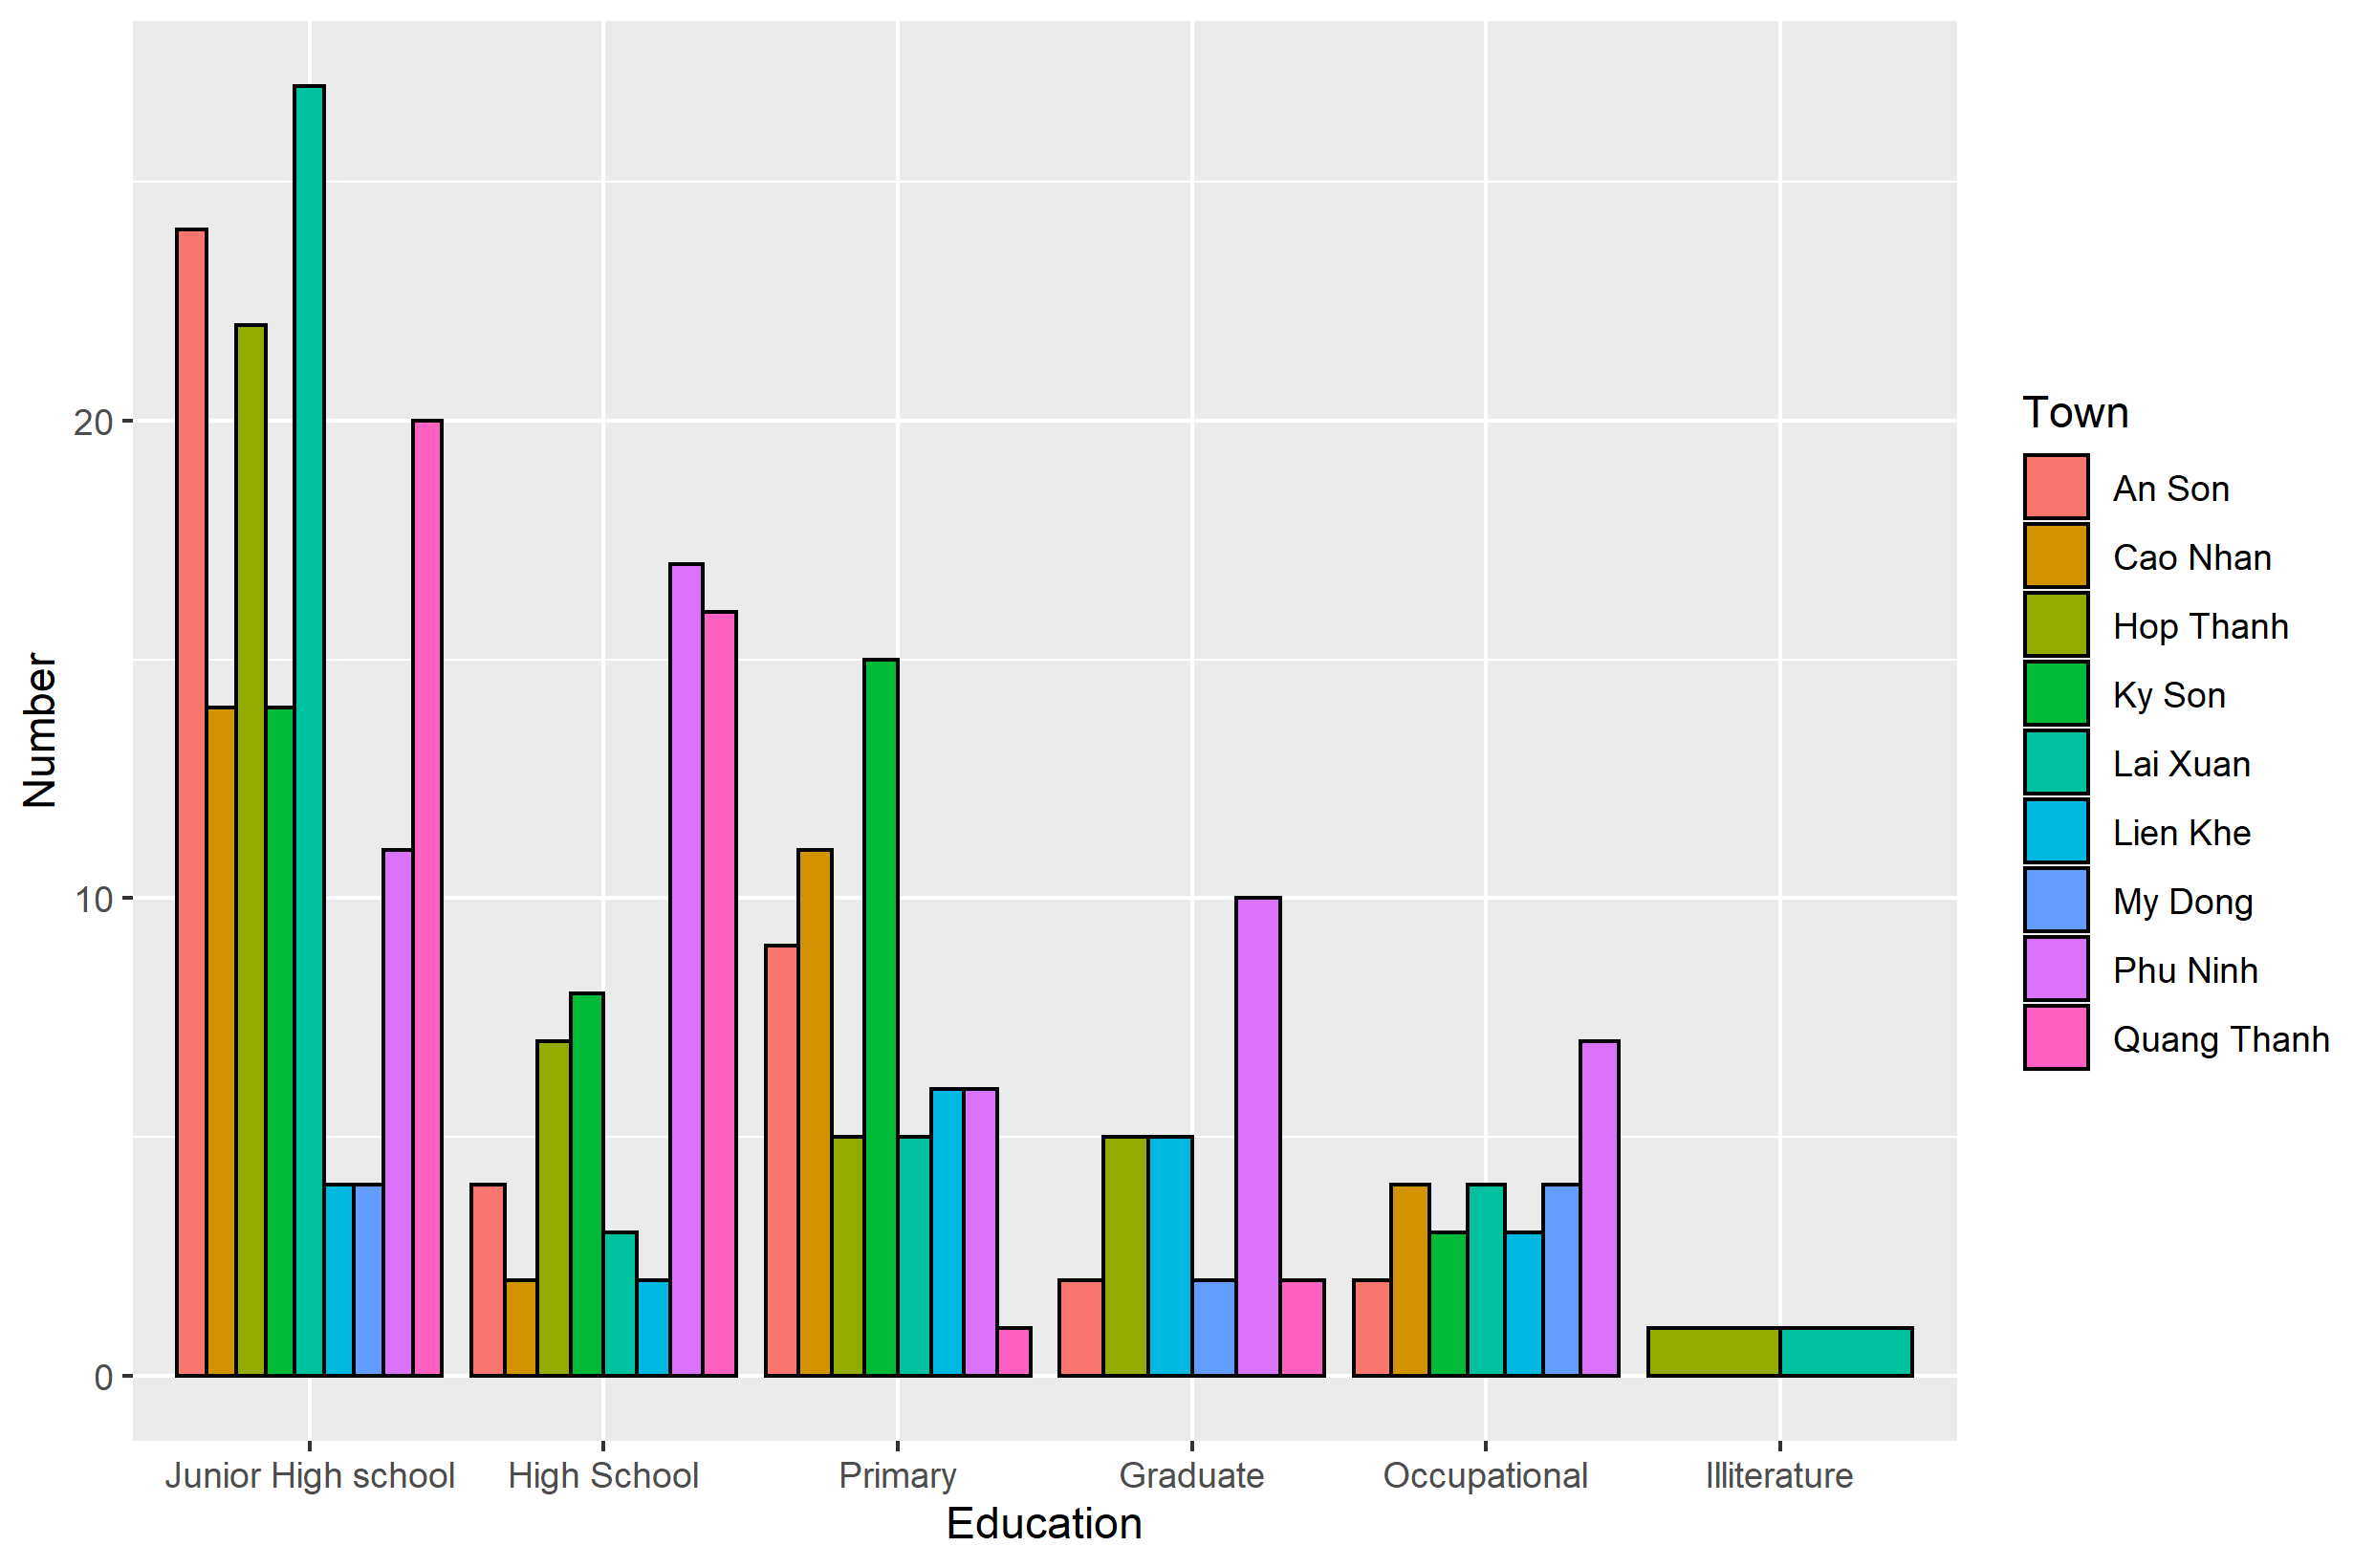 Number
20
10
0
Junior High school
High School
Primary
Graduate
Occupational
Illiterature
Education
Town
An Son
Cao Nhan
Hop Thanh
Ky Son
Lai Xuan
Lien Khe
My Dong
Phu Ninh
Quang Thanh